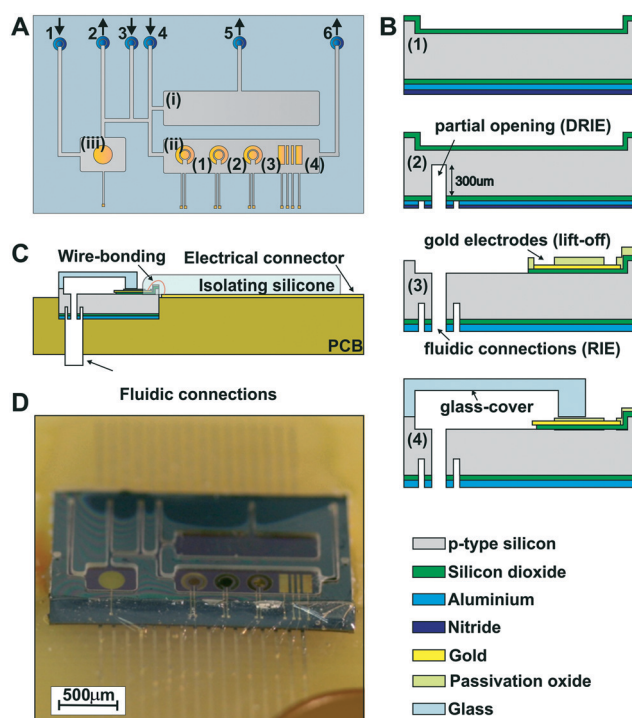 A
1 2 3 4 5 6
(i)
(iii)
(ii)
(1) (2) (3) (4)
B
(1)
partial opening (DRIE)
(2)
300um
gold electrodes (lift-off)
(3)
fluidic connections (RIE)
glass-cover
(4)
C
Wire-bonding
Electrical connector
Isolating silicone
PCB
Fluidic connections
D
500µm
p-type silicon
Silicon dioxide
Aluminium
Nitride
Gold
Passivation oxide
Glass